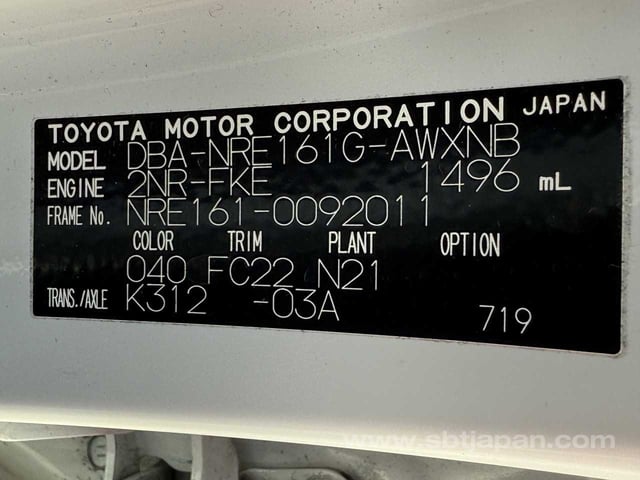 TOYOTA MOTOR CORPORATION JAPAN
MODEL DBA-NRE161G-AWXNB
ENGINE 2NR-FKE 1496 mL
FRAME No. NRE161-0092011
COLOR TRIM PLANT OPTION
040 FC22 N21
TRANS./AXLE K312 -03A
719
www.sbtjapan.com